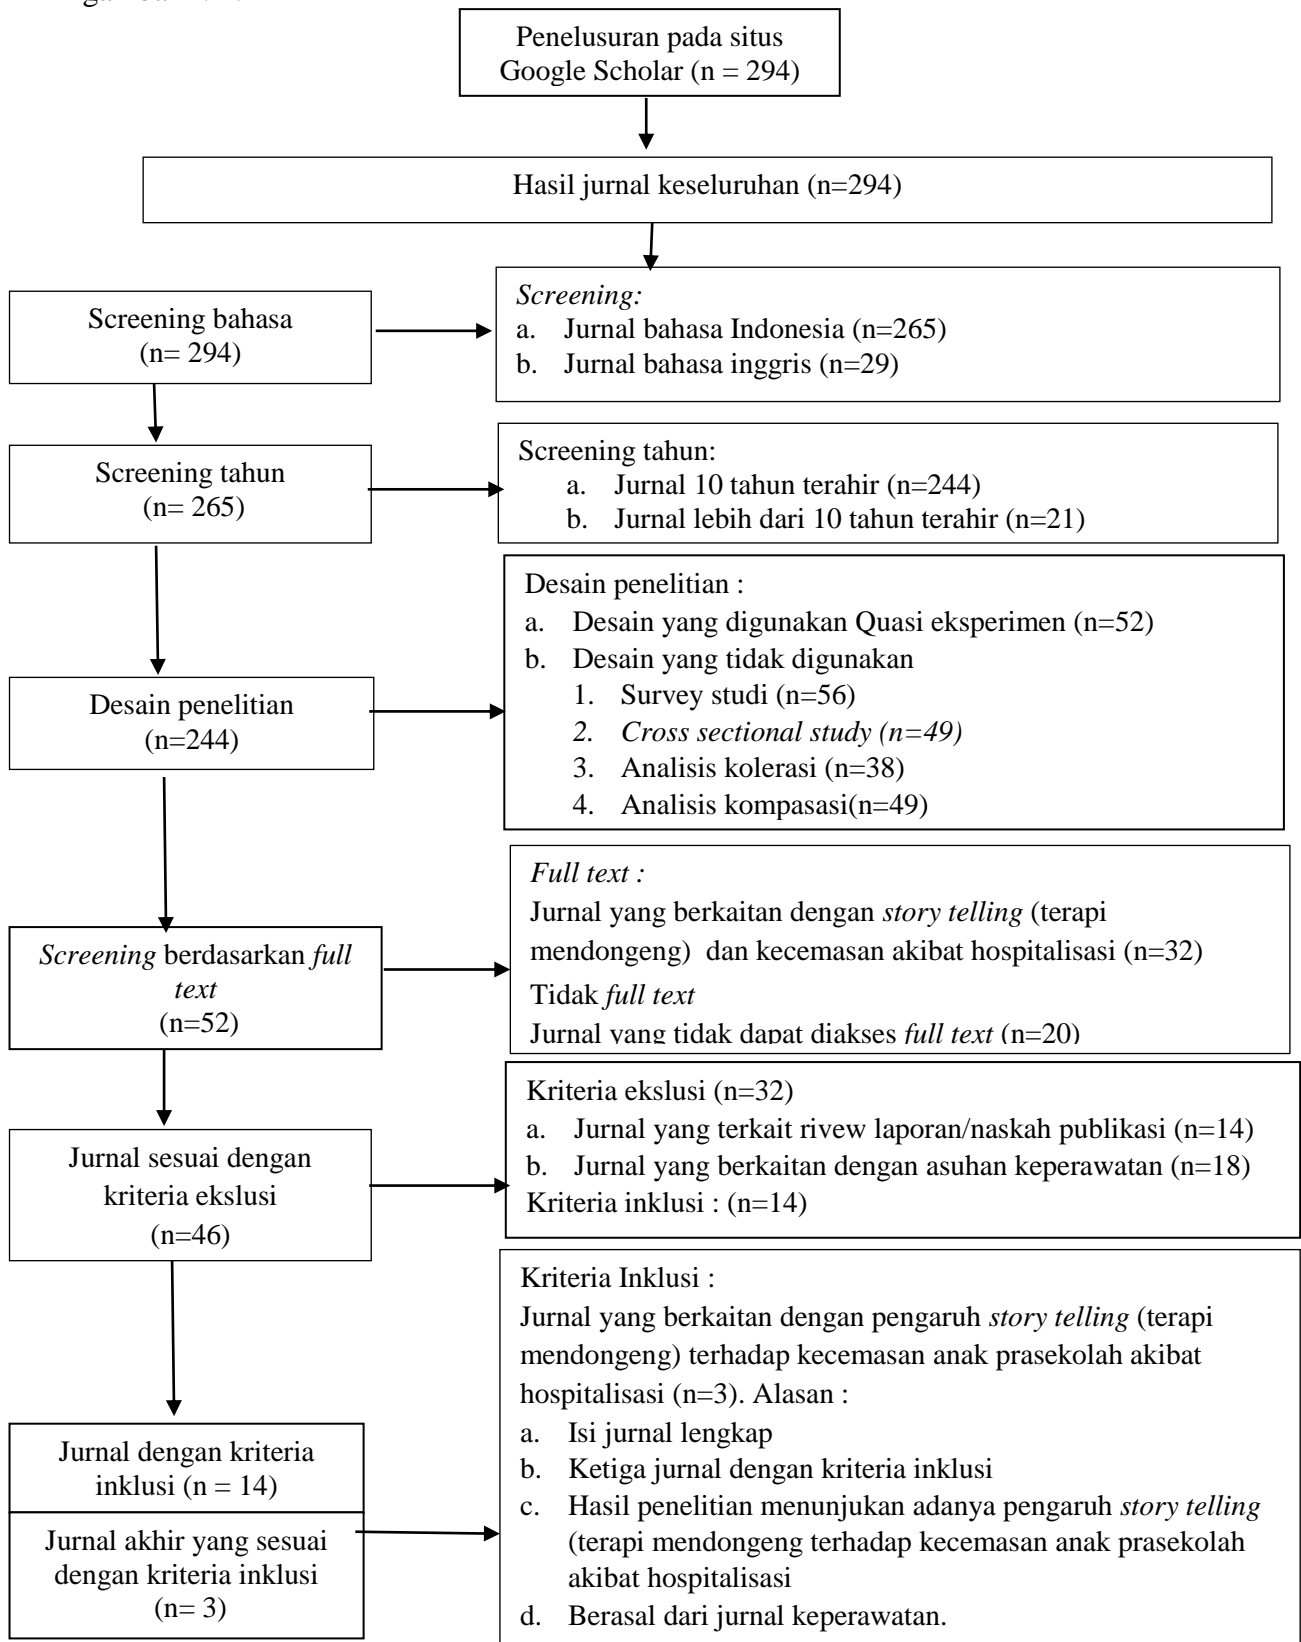 Penelusuran pada situs
Google Scholar (n = 294)
Hasil jurnal keseluruhan (n=294)
Screening bahasa
(n= 294)
Screening:
a. Jurnal bahasa Indonesia (n=265)
b. Jurnal bahasa inggris (n=29)
Screening tahun
(n= 265)
Screening tahun:
a. Jurnal 10 tahun terahir (n=244)
b. Jurnal lebih dari 10 tahun terahir (n=21)
Desain penelitian
(n=244)
Desain penelitian :
a. Desain yang digunakan Quasi eksperimen (n=52)
b. Desain yang tidak digunakan
1. Survey studi (n=56)
2. Cross sectional study (n=49)
3. Analisis kolerasi (n=38)
4. Analisis kompasasi(n=49)
Screening berdasarkan full
text
(n=52)
Full text :
Jurnal yang berkaitan dengan story telling (terapi
mendongeng) dan kecemasan akibat hospitalisasi (n=32)
Tidak full text
Jurnal yang tidak dapat diakses full text (n=20)
Jurnal sesuai dengan
kriteria ekslusi
(n=46)
Kriteria ekslusi (n=32)
a. Jurnal yang terkait rivew laporan/naskah publikasi (n=14)
b. Jurnal yang berkaitan dengan asuhan keperawatan (n=18)
Kriteria inklusi : (n=14)
Jurnal dengan kriteria
inklusi (n = 14)
Jurnal akhir yang sesuai
dengan kriteria inklusi
(n= 3)
Kriteria Inklusi :
Jurnal yang berkaitan dengan pengaruh story telling (terapi
mendongeng) terhadap kecemasan anak prasekolah akibat
hospitalisasi (n=3). Alasan :
a. Isi jurnal lengkap
b. Ketiga jurnal dengan kriteria inklusi
c. Hasil penelitian menunjukan adanya pengaruh story telling
(terapi mendongeng terhadap kecemasan anak prasekolah
akibat hospitalisasi
d. Berasal dari jurnal keperawatan.